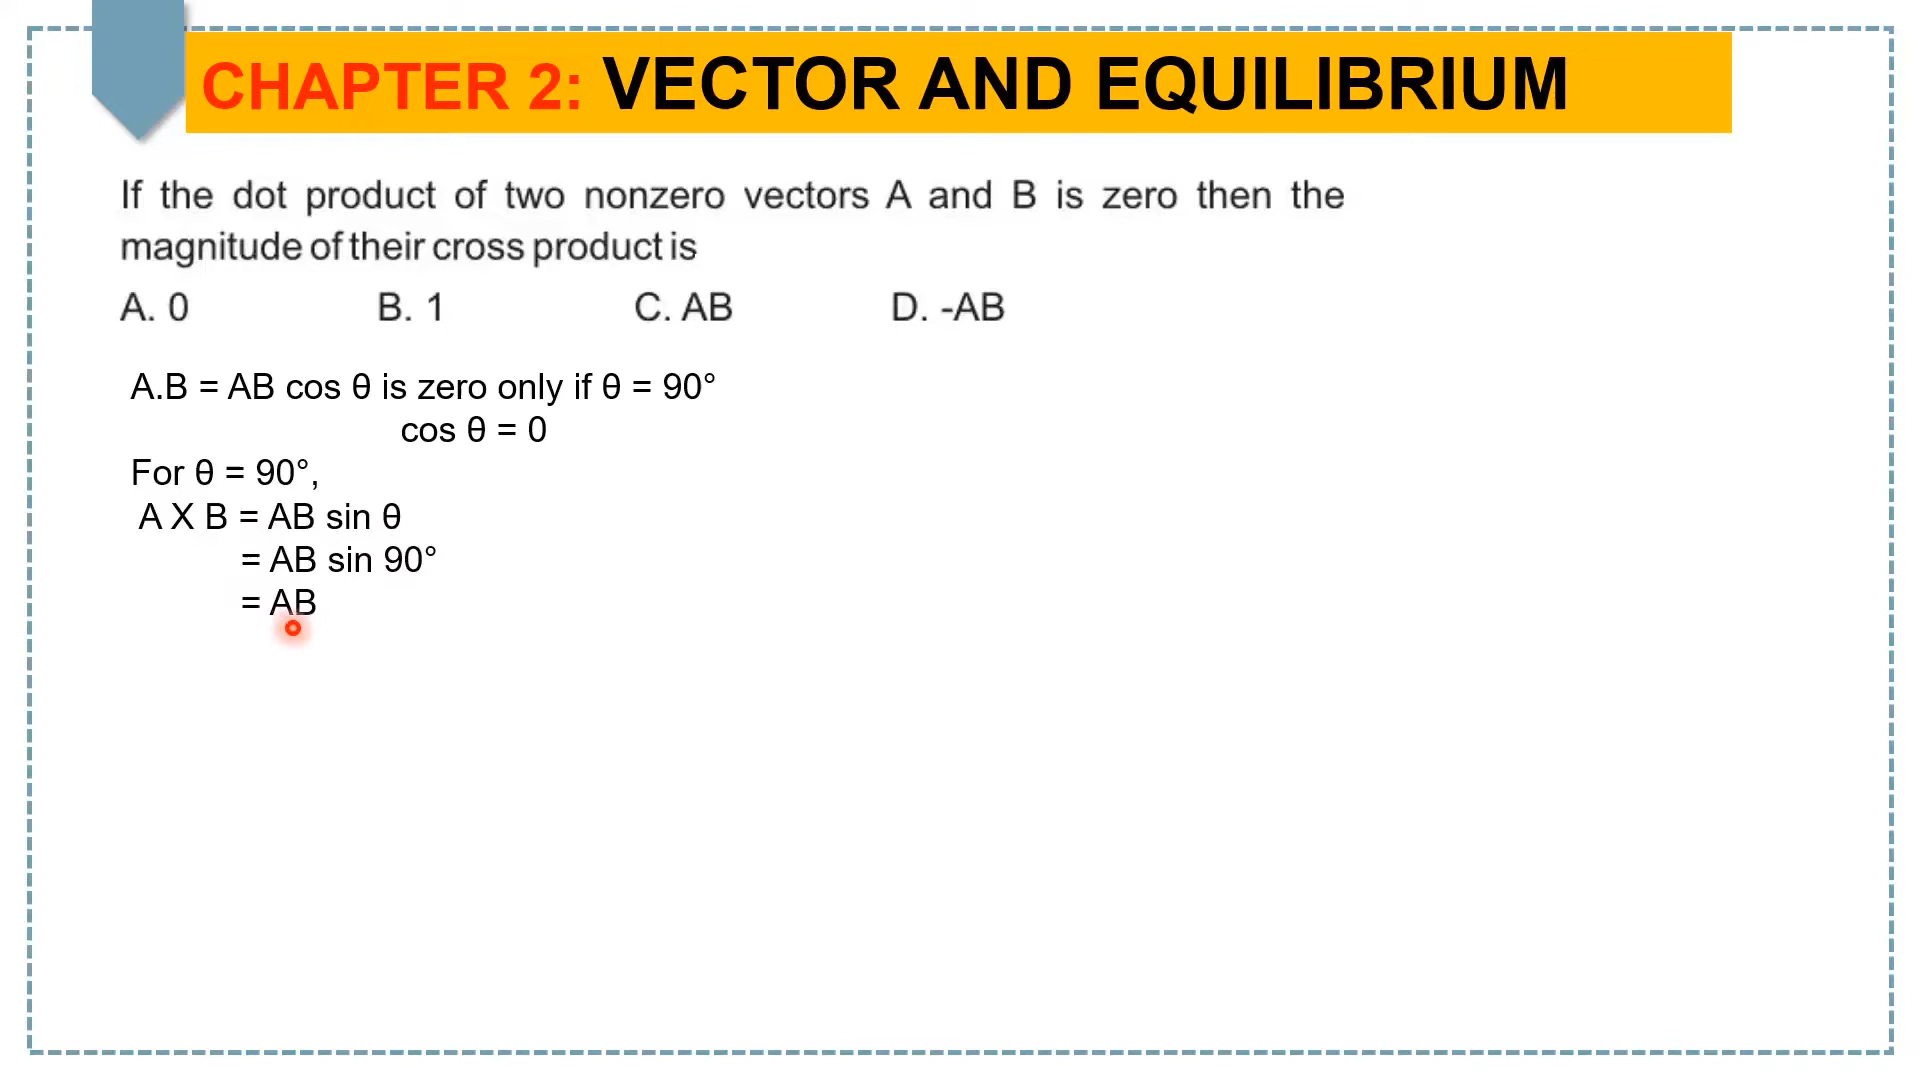 CHAPTER 2: VECTOR AND EQUILIBRIUM
If the dot product of two nonzero vectors A and B is zero then the
magnitude of their cross product is
A. 0 B. 1 C. AB D. -AB
A.B = AB cos θ is zero only if θ = 90°
cos θ = 0
For θ = 90°,
A X B = AB sin θ
= AB sin 90°
= AB